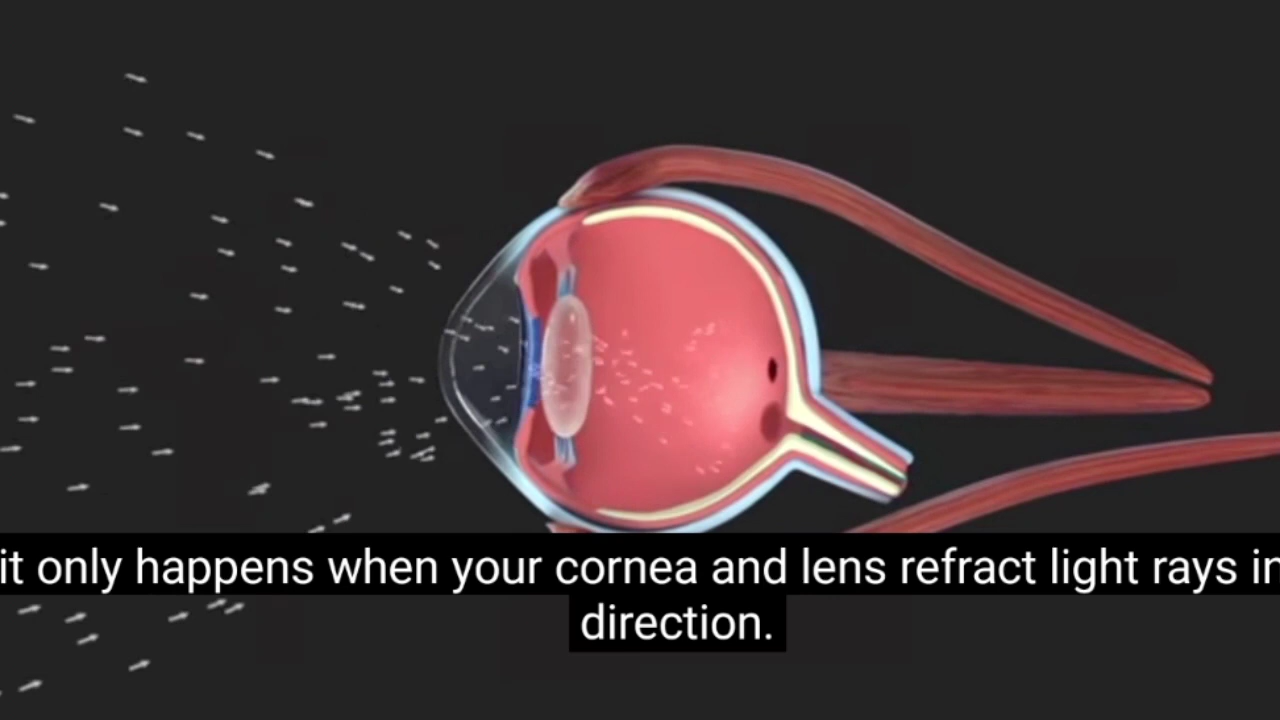 it only happens when your cornea and lens refract light rays in
direction.